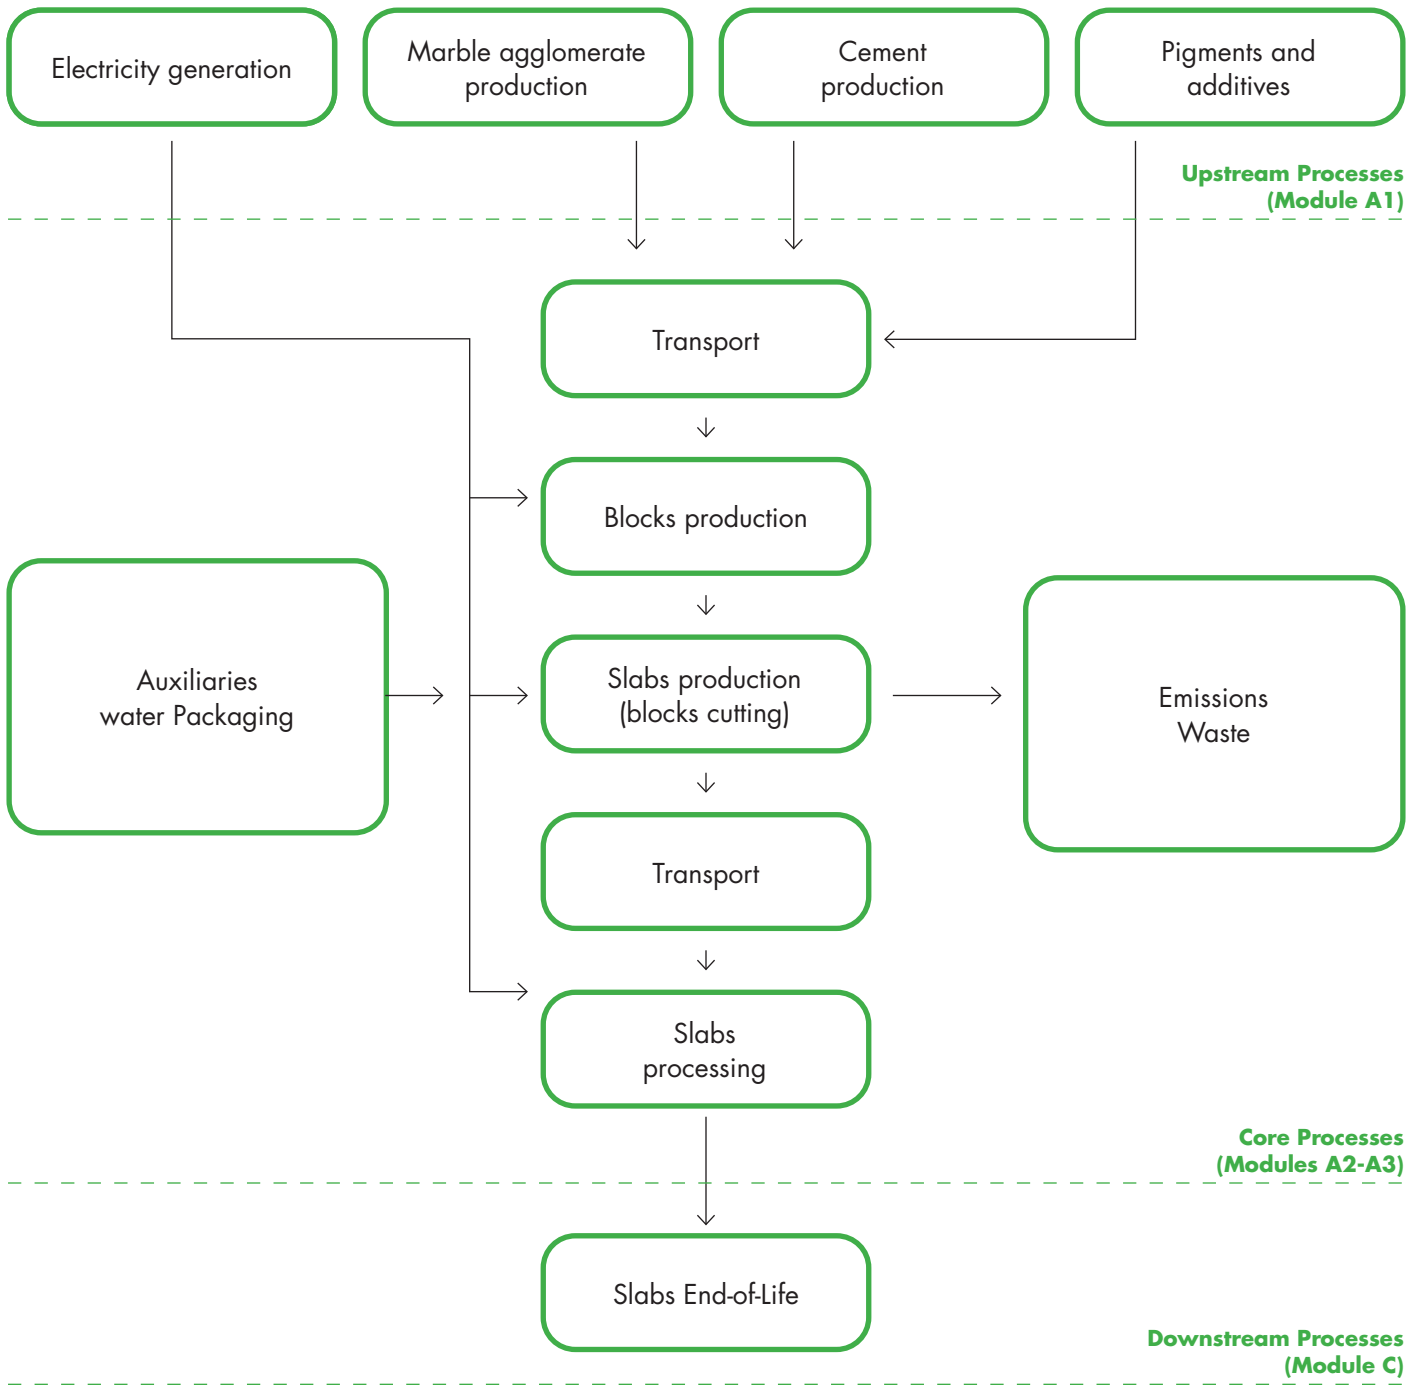 Electricity generation
Marble agglomerate
production
Cement
production
Pigments and
additives
Upstream Processes
(Module A1)
Transport
Blocks production
Auxiliaries
water Packaging
Slabs production
(blocks cutting)
Emissions
Waste
Transport
Slabs
processing
Core Processes
(Modules A2-A3)
Slabs End-of-Life
Downstream Processes
(Module C)